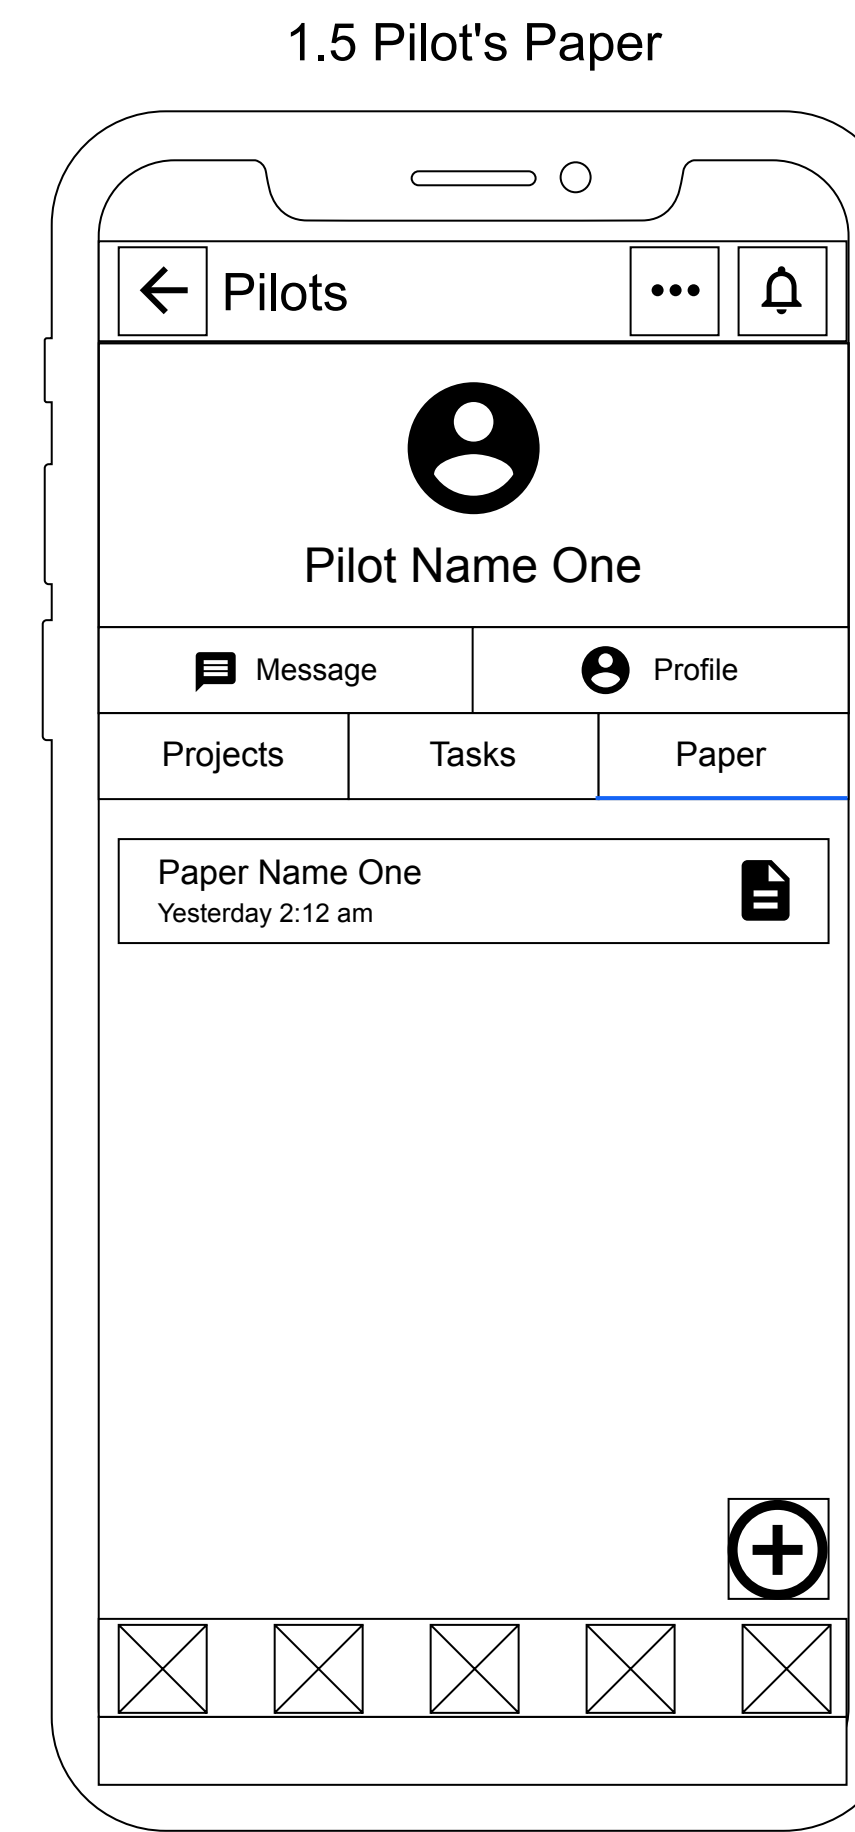 1.5 Pilot's Paper
Pilots
Pilot Name One
Message Profile
Projects Tasks Paper
Paper Name One
Yesterday 2:12 am